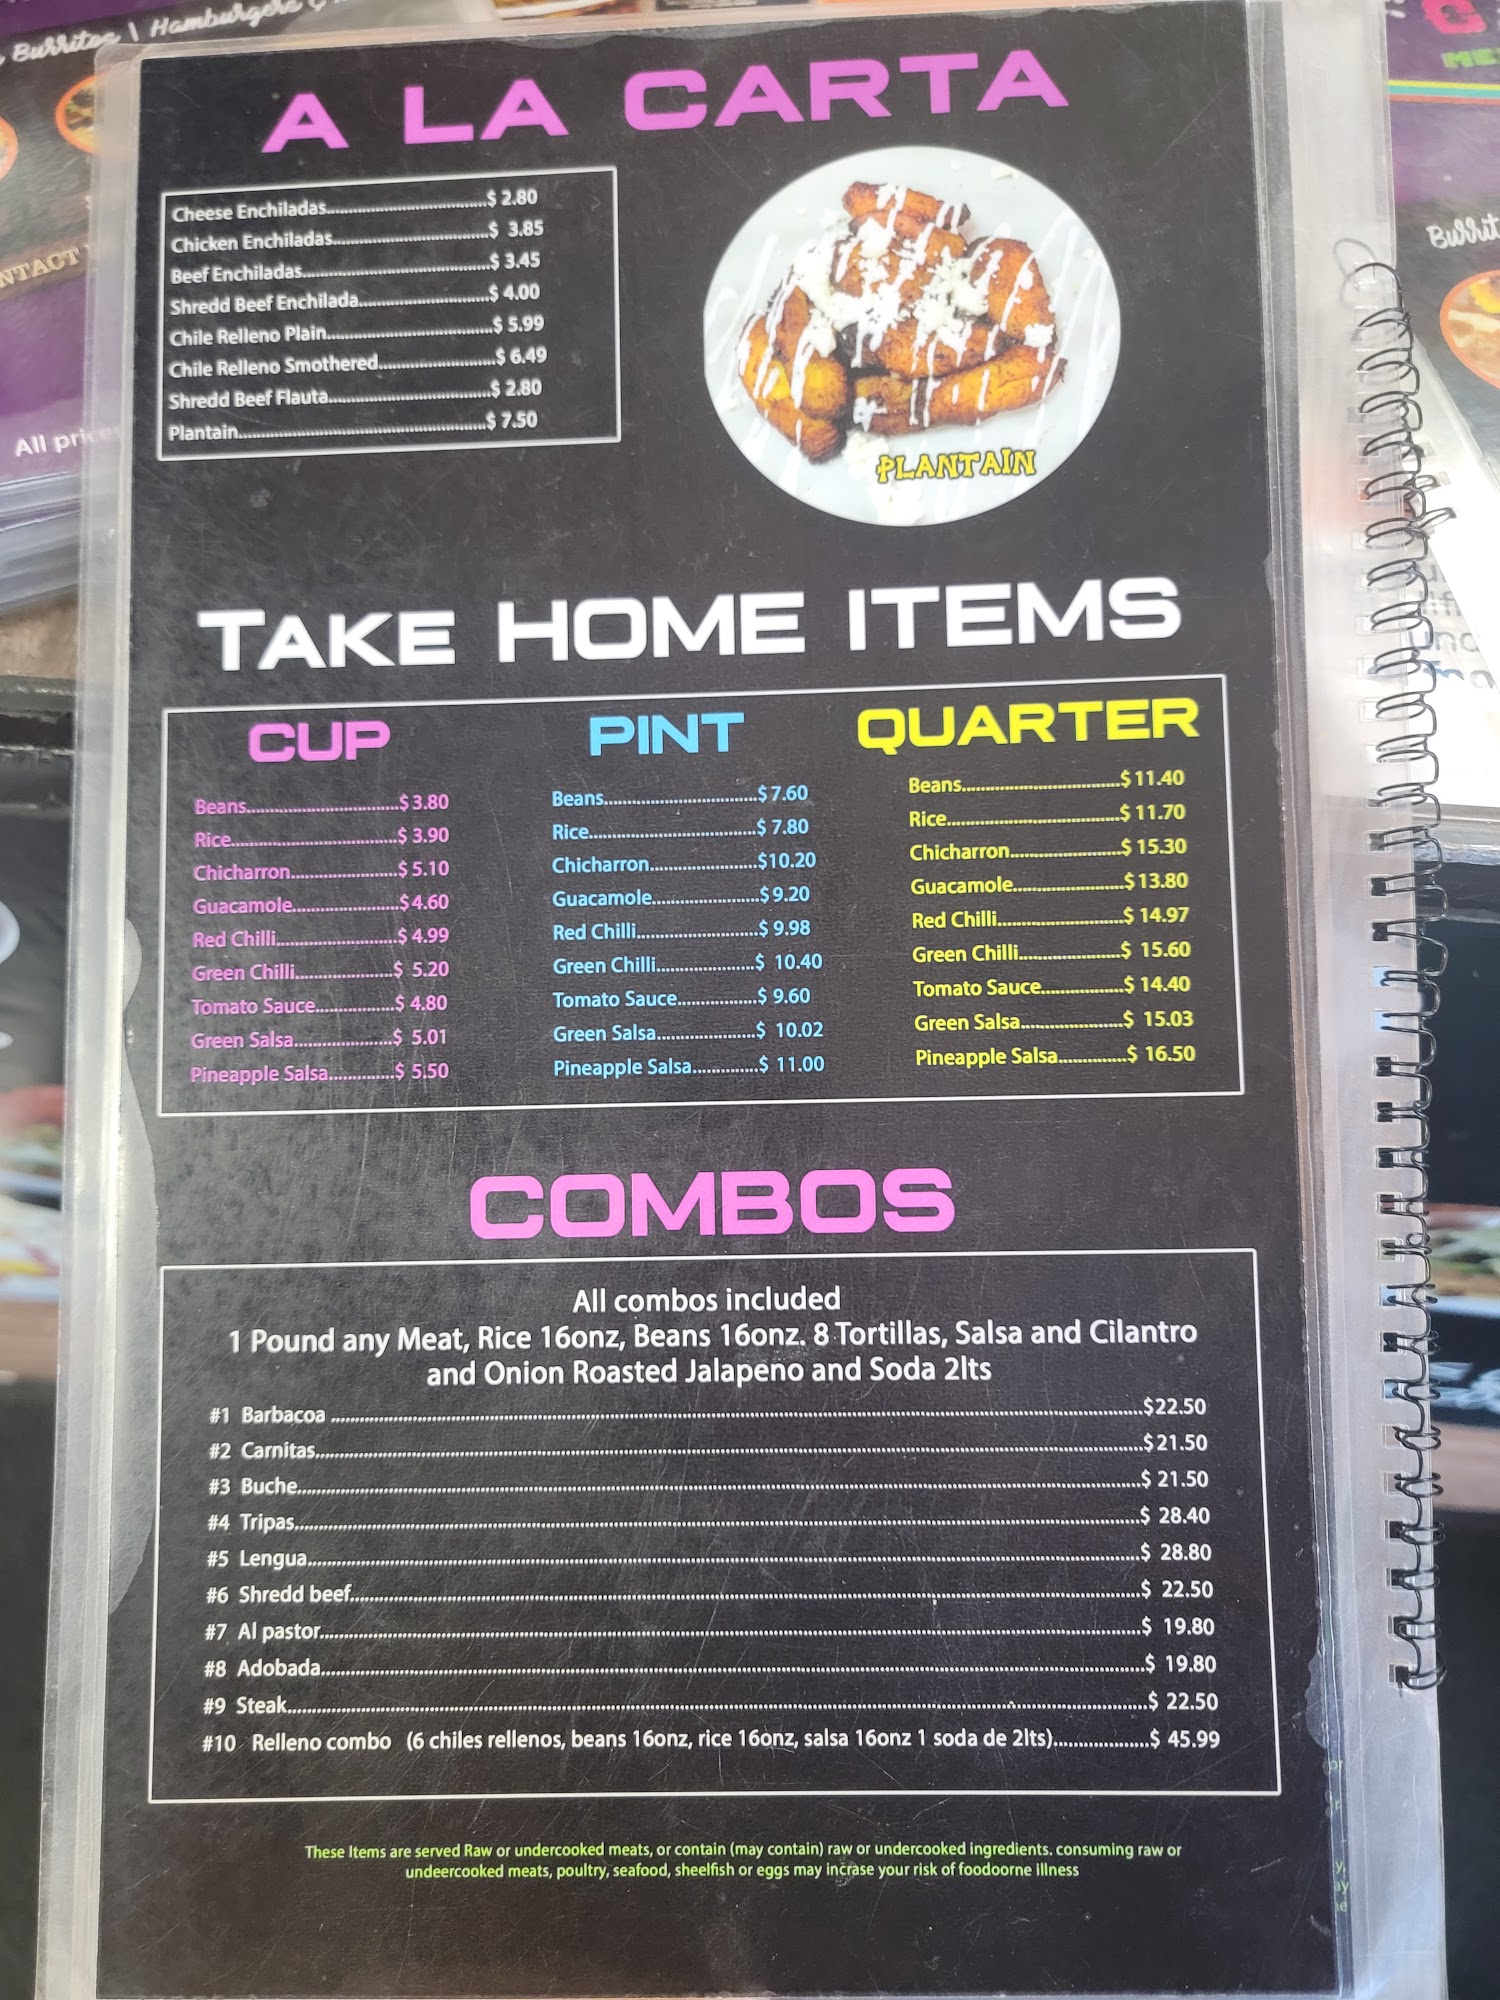 Burritos | Hamburgers
NTACT
All price
A LA CARTA
Cheese Enchiladas $ 2.80
Chicken Enchiladas $ 3.85
Beef Enchiladas $ 3.45
Shredd Beef Enchilada $ 4.00
Chile Relleno Plain $ 5.99
Chile Relleno Smothered $ 6.49
Shredd Beef Flauta $ 2.80
Plantain $ 7.50
PLANTAIN
TAKE HOME ITEMS
CUP
Beans $ 3.80
Rice $ 3.90
Chicharron $ 5.10
Guacamole $ 4.60
Red Chilli $ 4.99
Green Chilli $ 5.20
Tomato Sauce $ 4.80
Green Salsa $ 5.01
Pineapple Salsa $ 5.50
PINT
Beans $ 7.60
Rice $ 7.80
Chicharron $10.20
Guacamole $ 9.20
Red Chilli $ 9.98
Green Chilli $ 10.40
Tomato Sauce $ 9.60
Green Salsa $ 10.02
Pineapple Salsa $ 11.00
QUARTER
Beans $ 11.40
Rice $ 11.70
Chicharron $ 15.30
Guacamole $ 13.80
Red Chilli $ 14.97
Green Chilli $ 15.60
Tomato Sauce $ 14.40
Green Salsa $ 15.03
Pineapple Salsa $ 16.50
COMBOS
All combos included
1 Pound any Meat, Rice 16onz, Beans 16onz. 8 Tortillas, Salsa and Cilantro
and Onion Roasted Jalapeno and Soda 2lts
#1 Barbacoa $22.50
#2 Carnitas $21.50
#3 Buche $ 21.50
#4 Tripas $ 28.40
#5 Lengua $ 28.80
#6 Shredd beef $ 22.50
#7 Al pastor $ 19.80
#8 Adobada $ 19.80
#9 Steak $ 22.50
#10 Relleno combo (6 chiles rellenos, beans 16onz, rice 16onz, salsa 16onz 1 soda de 2lts) $ 45.99
These Items are served Raw or undercooked meats, or contain (may contain) raw or undercooked ingredients. consuming raw or
undeercooked meats, poultry, seafood, sheelfish or eggs may incrase your risk of foodoorne illness